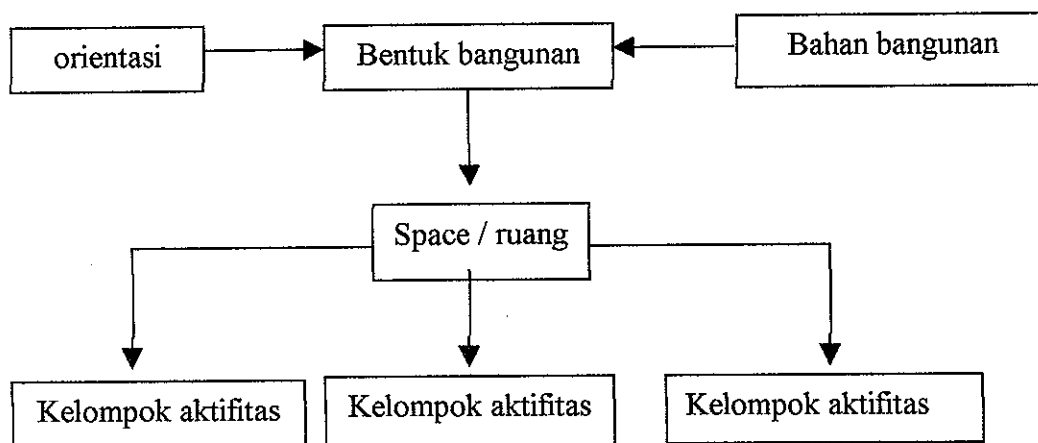 orientasi
Bentuk bangunan
Bahan bangunan
Space / ruang
Kelompok aktifitas
Kelompok aktifitas
Kelompok aktifitas